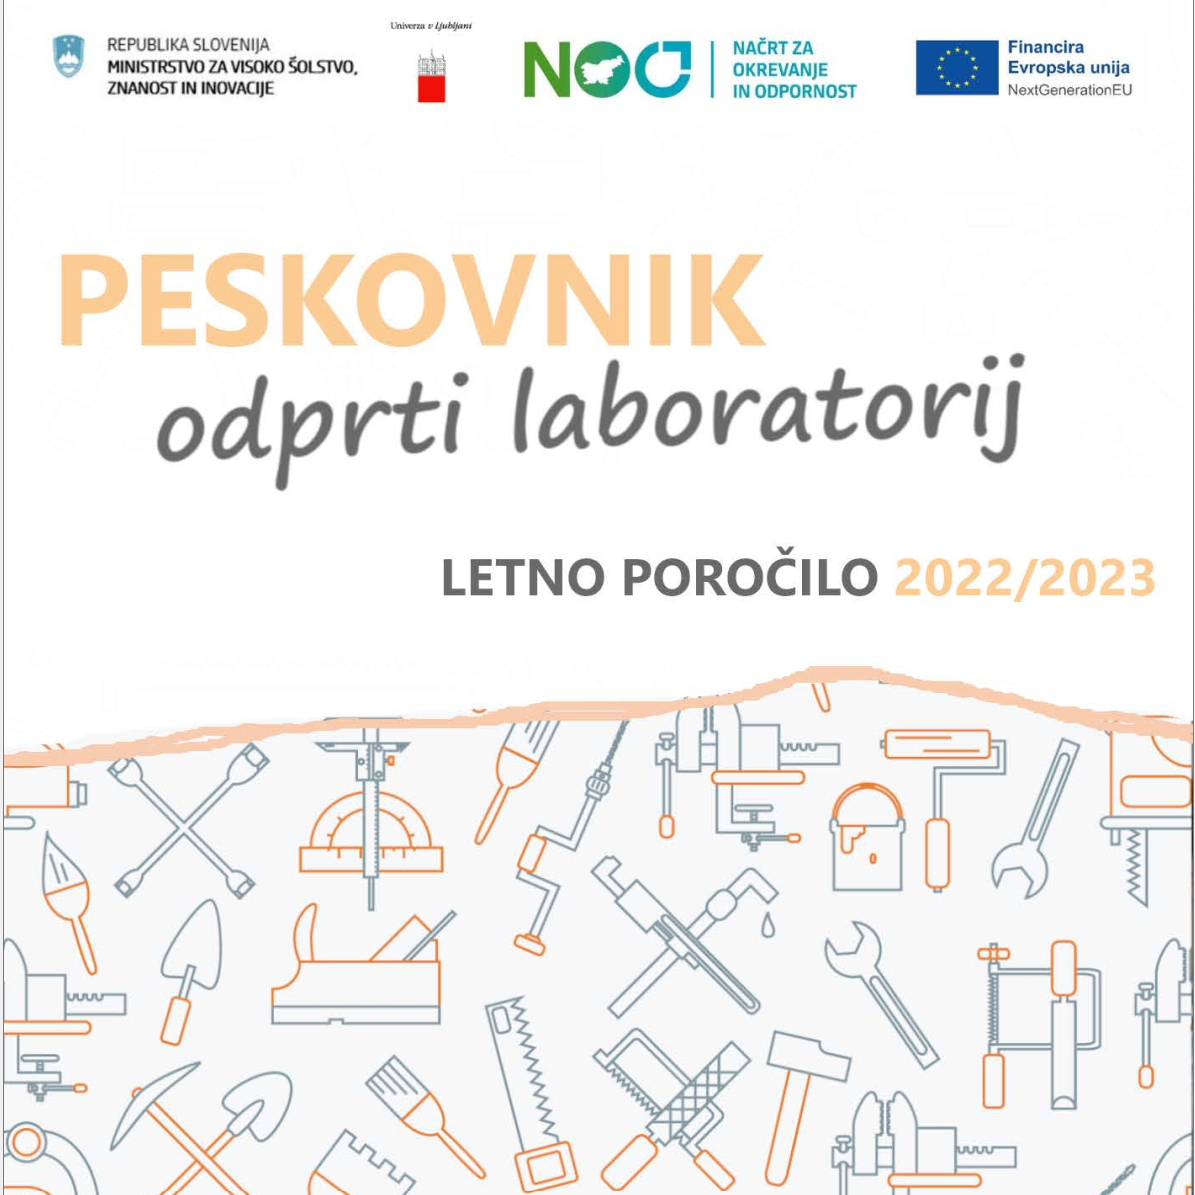 REPUBLIKA SLOVENIJA
MINISTRSTVO ZA VISOKO ŠOLSTVO,
ZNANOST IN INOVACIJE
Univerza v Ljubljani
NOO
NAČRT ZA
OKREVANJE
IN ODPORNOST
Financira
Evropska unija
NextGenerationEU
PESKOVNIK
odprti laboratorij
LETNO POROČILO 2022/2023